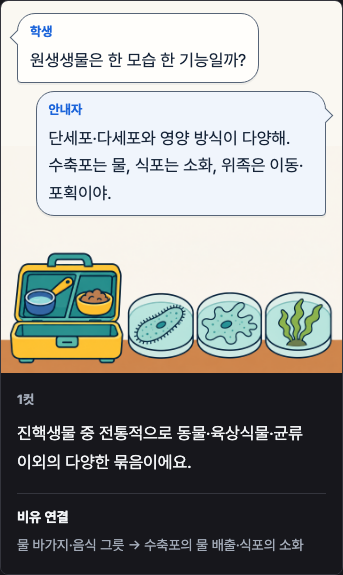 학생
원생생물은 한 모습 한 기능일까?
안내자
단세포·다세포와 영양 방식이 다양해.
수축포는 물, 식포는 소화, 위족은 이동·
포획이야.
1컷
진핵생물 중 전통적으로 동물·육상식물·균류
이외의 다양한 묶음이에요.
비유 연결
물 바가지·음식 그릇 → 수축포의 물 배출·식포의 소화